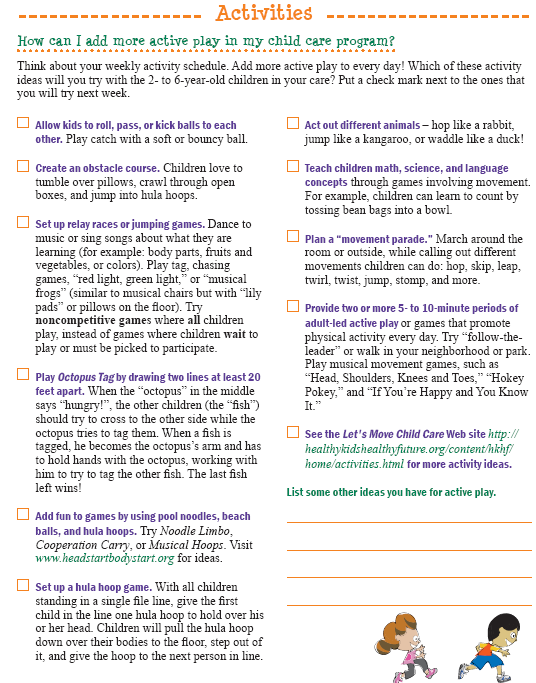 Activities
How can I add more active play in my child care program?
Think about your weekly activity schedule. Add more active play to every day! Which of these activity
ideas will you try with the 2- to 6-year-old children in your care? Put a check mark next to the ones that
you will try next week.
Allow kids to roll, pass, or kick balls to each
other. Play catch with a soft or bouncy ball.
Create an obstacle course. Children love to
tumble over pillows, crawl through open
boxes, and jump into hula hoops.
Set up relay races or jumping games. Dance to
music or sing songs about what they are
learning (for example: body parts, fruits and
vegetables, or colors). Play tag, chasing
games, “red light, green light,” or “musical
frogs” (similar to musical chairs but with “lily
pads” or pillows on the floor). Try
noncompetitive games where all children
play, instead of games where children wait to
play or must be picked to participate.
Play Octopus Tag by drawing two lines at least 20
feet apart. When the “octopus” in the middle
says “hungry!”, the other children (the “fish”)
should try to cross to the other side while the
octopus tries to tag them. When a fish is
tagged, he becomes the octopus’s arm and has
to hold hands with the octopus, working with
him to try to tag the other fish. The last fish
left wins!
Add fun to games by using pool noodles, beach
balls, and hula hoops. Try Noodle Limbo,
Cooperation Carry, or Musical Hoops. Visit
www.headstartbodystart.org for ideas.
Set up a hula hoop game. With all children
standing in a single file line, give the first
child in the line one hula hoop to hold over his
or her head. Children will pull the hula hoop
down over their bodies to the floor, step out of
it, and give the hoop to the next person in line.
Act out different animals – hop like a rabbit,
jump like a kangaroo, or waddle like a duck!
Teach children math, science, and language
concepts through games involving movement.
For example, children can learn to count by
tossing bean bags into a bowl.
Plan a “movement parade.” March around the
room or outside, while calling out different
movements children can do: hop, skip, leap,
twirl, twist, jump, stomp, and more.
Provide two or more 5- to 10-minute periods of
adult-led active play or games that promote
physical activity every day. Try “follow-the-
leader” or walk in your neighborhood or park.
Play musical movement games, such as
“Head, Shoulders, Knees and Toes,” “Hokey
Pokey,” and “If You’re Happy and You Know
It.”
See the Let's Move Child Care Web site http://
healthykidshealthyfuture.org/content/hkhf/
home/activities.html for more activity ideas.
List some other ideas you have for active play.